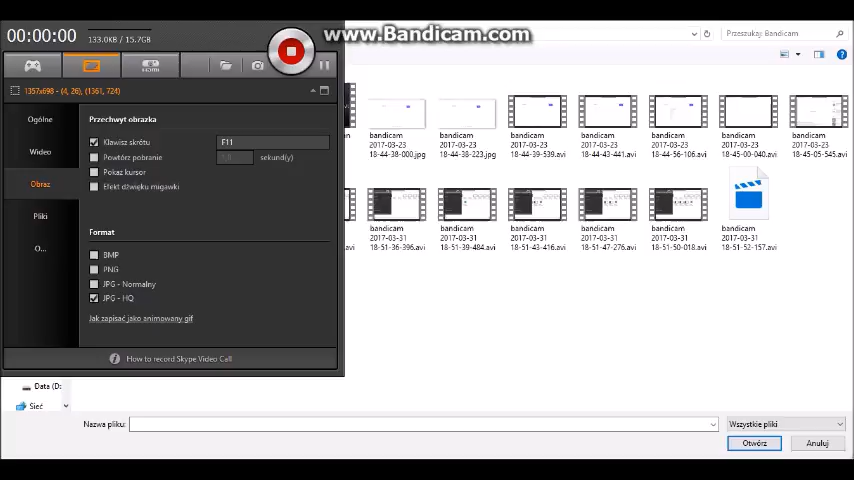 00:00:00
133.0KB / 15.7GB
www.Bandicam.com
Przeszukaj: Bandicam
HDMI
1357x698 - (4, 26), (1361, 724)
Ogólne
Wideo
Obraz
Pliki
O...
Przechwyt obrazka
Klawisz skrótu
F11
Powtórz pobranie
1,0
sekund(y)
Pokaż kursor
Efekt dźwięku migawki
Format
BMP
PNG
JPG - Normalny
JPG - HQ
Jak zapisać jako animowany gif
How to record Skype Video Call
an
bandicam
2017-03-23
18-44-38-000.jpg
bandicam
2017-03-23
18-44-38-223.jpg
bandicam
2017-03-23
18-44-39-539.avi
bandicam
2017-03-23
18-44-43-441.avi
bandicam
2017-03-23
18-44-56-106.avi
bandicam
2017-03-23
18-45-00-040.avi
bandicam
2017-03-23
18-45-05-545.avi
.avi
bandicam
2017-03-31
18-51-36-396.avi
bandicam
2017-03-31
18-51-39-484.avi
bandicam
2017-03-31
18-51-43-416.avi
bandicam
2017-03-31
18-51-47-276.avi
bandicam
2017-03-31
18-51-50-018.avi
bandicam
2017-03-31
18-51-52-157.avi
Data (D:
Sieć
Nazwa pliku:
Wszystkie pliki
Otwórz
Anuluj